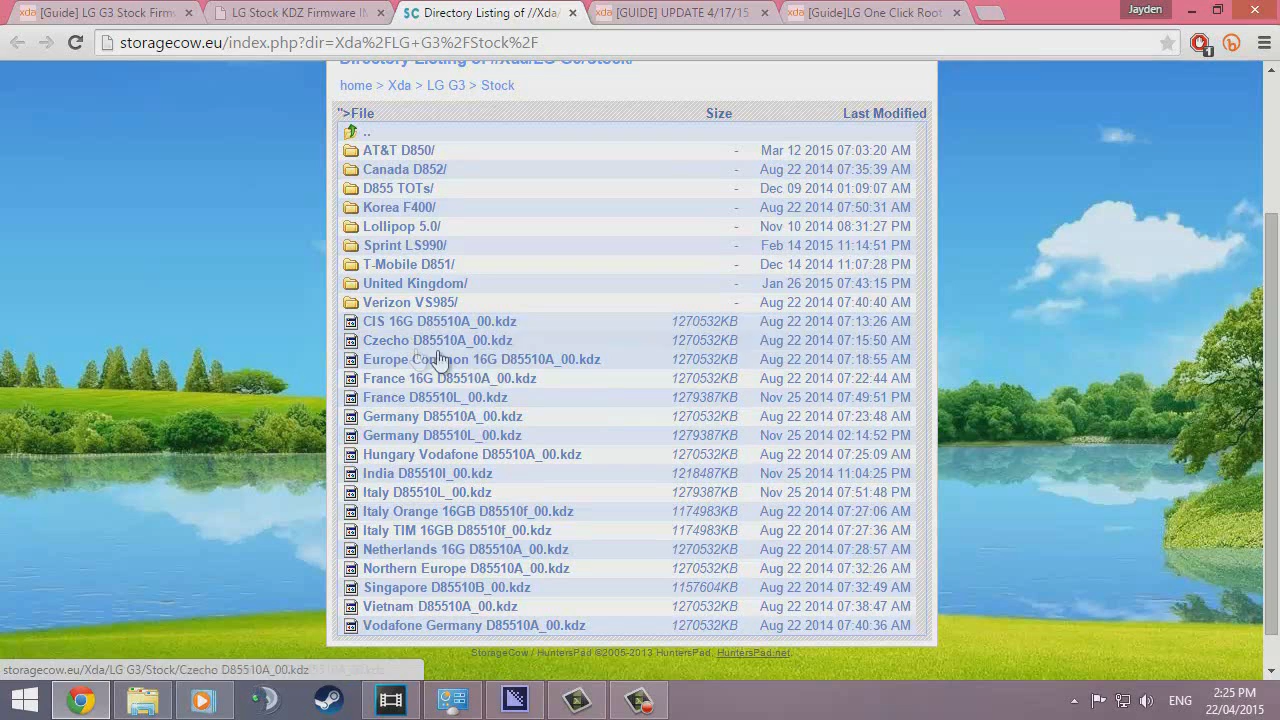 [Guide] LG G3 Stock Firmw
LG Stock KDZ Firmware IM
SC Directory Listing of //Xda/
[GUIDE] UPDATE 4/17/15
[Guide]LG One Click Root
Jayden
storagecow.eu/index.php?dir=Xda%2FLG+G3%2FStock%2F
Directory Listing of //Xda/LG G3/Stock/
home > Xda > LG G3 > Stock
">File Size Last Modified
..
AT&T D850/ - Mar 12 2015 07:03:20 AM
Canada D852/ - Aug 22 2014 07:35:39 AM
D855 TOTs/ - Dec 09 2014 01:09:07 AM
Korea F400/ - Aug 22 2014 07:50:31 AM
Lollipop 5.0/ - Nov 10 2014 08:31:27 PM
Sprint LS990/ - Feb 14 2015 11:14:51 PM
T-Mobile D851/ - Dec 14 2014 11:07:28 PM
United Kingdom/ - Jan 26 2015 07:43:15 PM
Verizon VS985/ - Aug 22 2014 07:40:40 AM
CIS 16G D85510A_00.kdz 1270532KB Aug 22 2014 07:13:26 AM
Czecho D85510A_00.kdz 1270532KB Aug 22 2014 07:15:50 AM
Europe Common 16G D85510A_00.kdz 1270532KB Aug 22 2014 07:18:55 AM
France 16G D85510A_00.kdz 1270532KB Aug 22 2014 07:22:44 AM
France D85510L_00.kdz 1279387KB Nov 25 2014 07:49:51 PM
Germany D85510A_00.kdz 1270532KB Aug 22 2014 07:23:48 AM
Germany D85510L_00.kdz 1279387KB Nov 25 2014 02:14:52 PM
Hungary Vodafone D85510A_00.kdz 1270532KB Aug 22 2014 07:25:09 AM
India D85510I_00.kdz 1218487KB Nov 25 2014 11:04:25 PM
Italy D85510L_00.kdz 1279387KB Nov 25 2014 07:51:48 PM
Italy Orange 16GB D85510f_00.kdz 1174983KB Aug 22 2014 07:27:06 AM
Italy TIM 16GB D85510f_00.kdz 1174983KB Aug 22 2014 07:27:36 AM
Netherlands 16G D85510A_00.kdz 1270532KB Aug 22 2014 07:28:57 AM
Northern Europe D85510A_00.kdz 1270532KB Aug 22 2014 07:32:26 AM
Singapore D85510B_00.kdz 1157604KB Aug 22 2014 07:32:49 AM
Vietnam D85510A_00.kdz 1270532KB Aug 22 2014 07:38:47 AM
Vodafone Germany D85510A_00.kdz 1270532KB Aug 22 2014 07:40:36 AM
StorageCow / HuntersPad ©2005-2013 HuntersPad, HuntersPad.net.
storagecow.eu/Xda/LG G3/Stock/Czecho D85510A_00.kdz
ENG
2:25 PM
22/04/2015